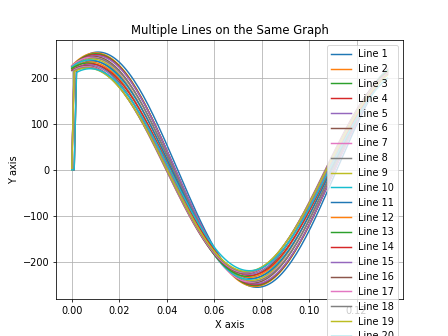 Multiple Lines on the Same Graph
Y axis
200
100
0
−100
−200
0.00
0.02
0.04
0.06
0.08
0.10
X axis
Line 1
Line 2
Line 3
Line 4
Line 5
Line 6
Line 7
Line 8
Line 9
Line 10
Line 11
Line 12
Line 13
Line 14
Line 15
Line 16
Line 17
Line 18
Line 19
Line 20